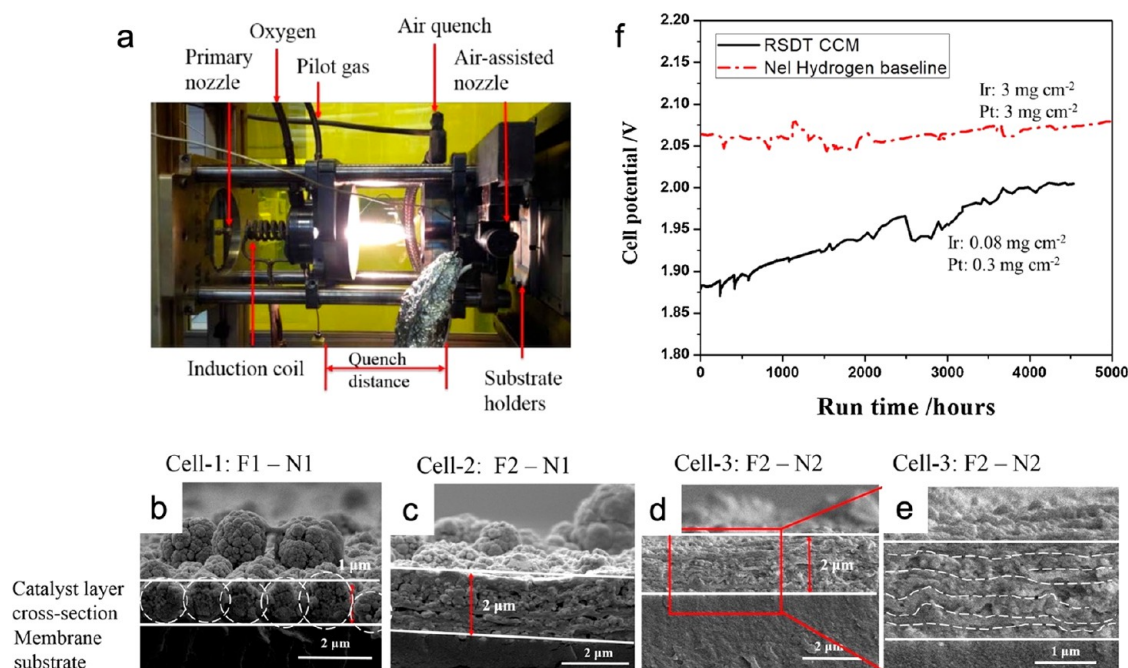 a
Oxygen
Pilot gas
Primary
nozzle
Air quench
Air-assisted
nozzle
Induction coil
Quench
distance
Substrate
holders
f
2.20
2.15
2.10
2.05
2.00
1.95
1.90
1.85
1.80
Cell potential /V
RSDT CCM
Nel Hydrogen baseline
Ir: 3 mg cm-2
Pt: 3 mg cm-2
Ir: 0.08 mg cm-2
Pt: 0.3 mg cm-2
0 1000 2000 3000 4000 5000
Run time /hours
Cell-1: F1 – N1
Cell-2: F2 – N1
Cell-3: F2 – N2
Cell-3: F2 – N2
b
1 μm
2 μm
c
2 μm
2 μm
d
2 μm
2 μm
e
1 μm
Catalyst layer
cross-section
Membrane
substrate